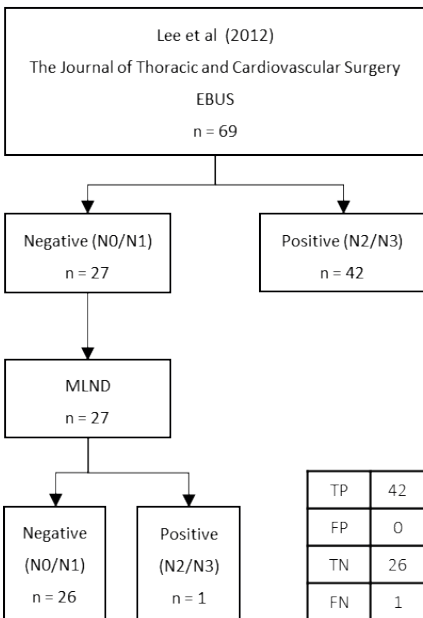 Lee et al (2012)
The Journal of Thoracic and Cardiovascular Surgery
EBUS
n = 69
Negative (N0/N1)
n = 27
Positive (N2/N3)
n = 42
MLND
n = 27
Negative
(N0/N1)
n = 26
Positive
(N2/N3)
n = 1
TP 42
FP 0
TN 26
FN 1